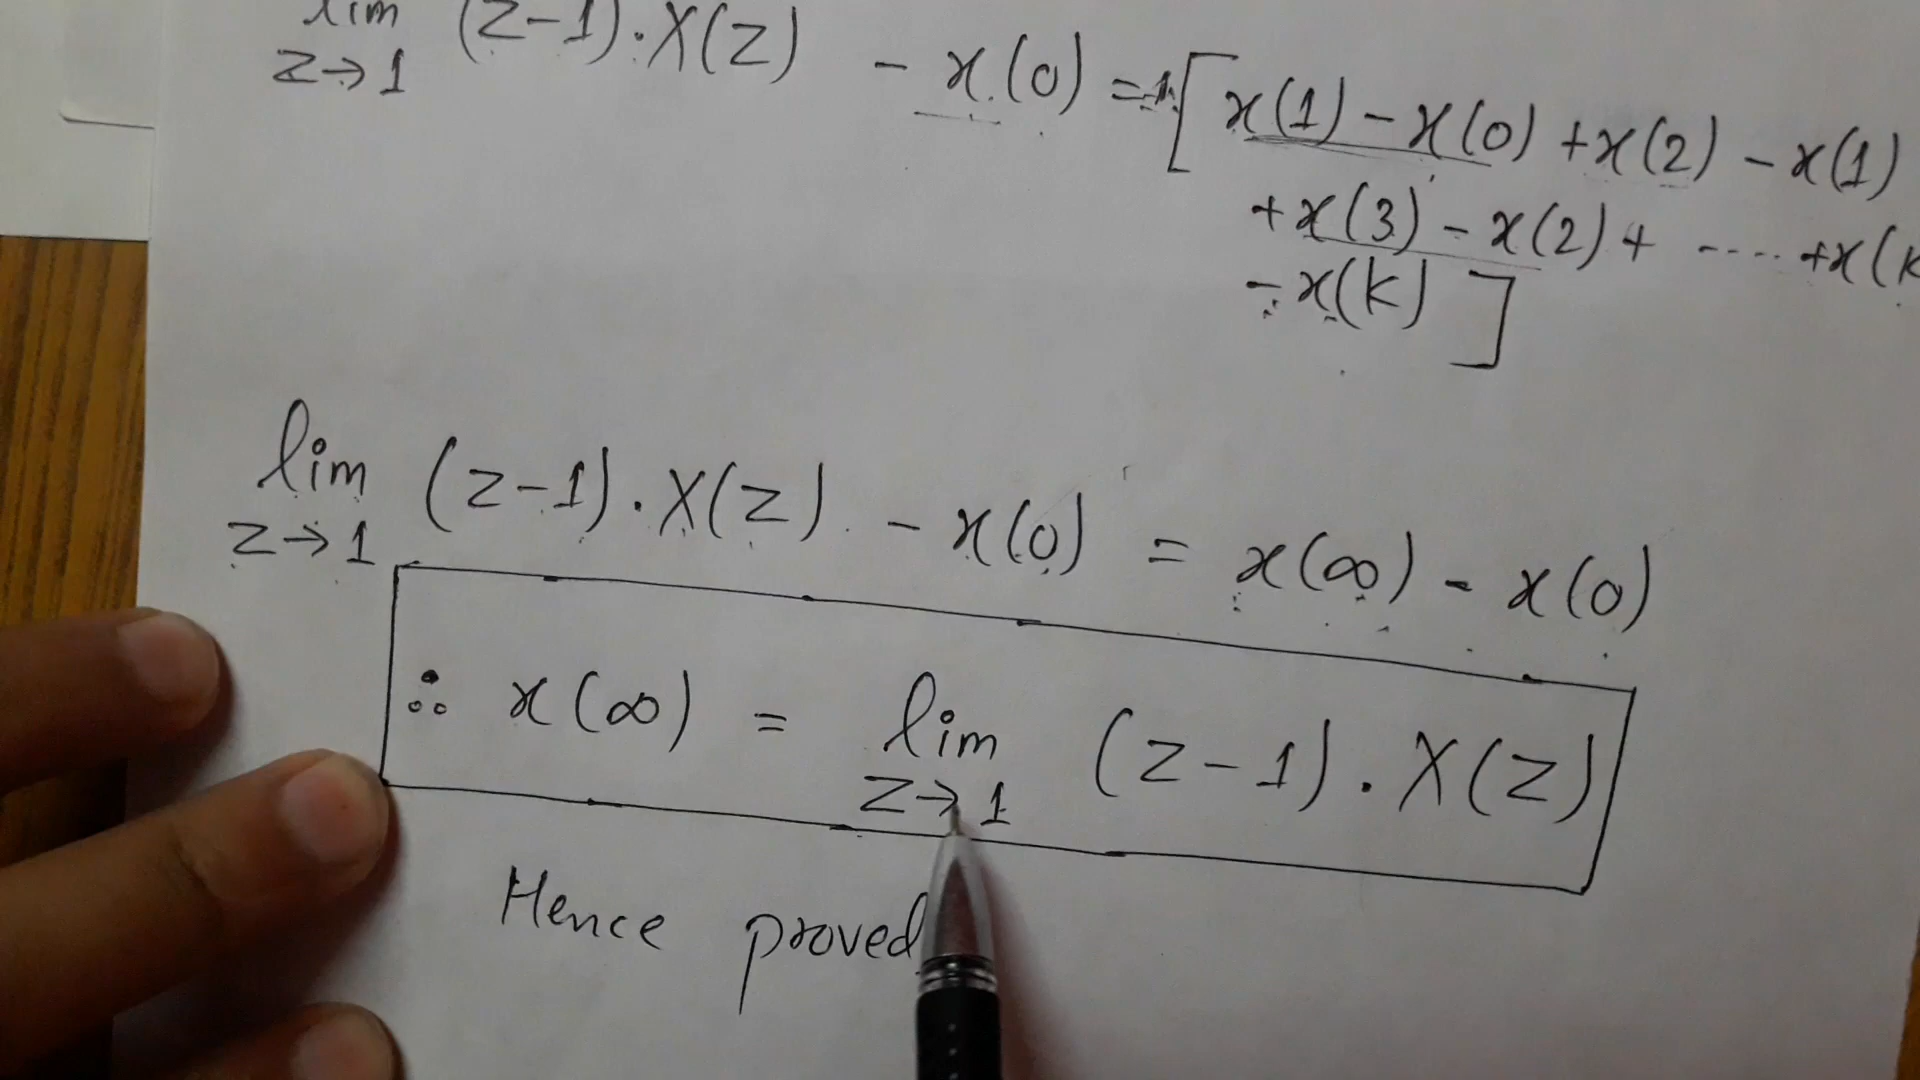 lim (z-1).X(z) - x(0) = [x(1) - x(0) + x(2) - x(1)
z→1
+x(3) - x(2) + ..... +x(k
- x(k)]
lim (z-1).X(z) - x(0) = x(∞) - x(0)
z→1
∴ x(∞) = lim (z-1).X(z)
z→1
Hence proved